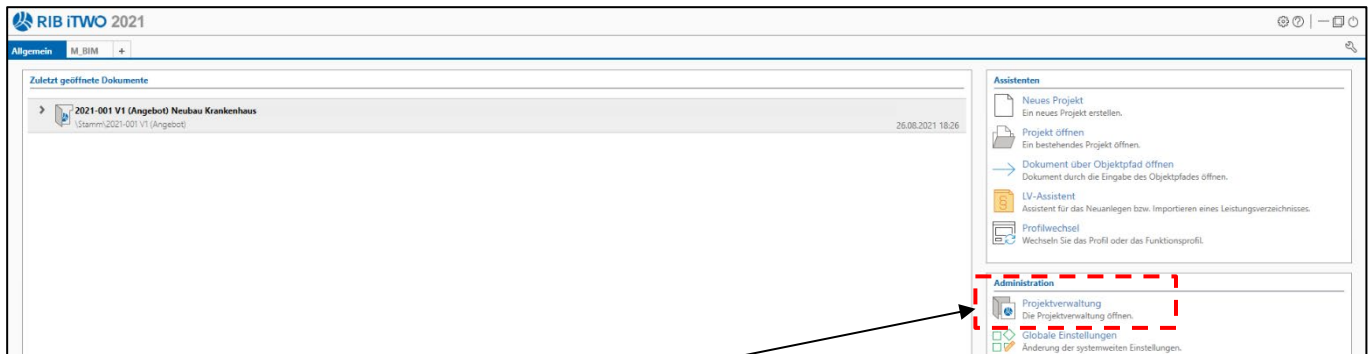 RIB iTWO 2021
Allgemein M_BIM +
Zuletzt geöffnete Dokumente
2021-001 V1 (Angebot) Neubau Krankenhaus
\Stamm\2021-001 V1 (Angebot) 26.08.2021 18:26
Assistenten
Neues Projekt
Ein neues Projekt erstellen.
Projekt öffnen
Ein bestehendes Projekt öffnen.
Dokument über Objektpfad öffnen
Dokument durch die Eingabe des Objektpfades öffnen.
LV-Assistent
Assistent für das Neuanlegen bzw. Importieren eines Leistungsverzeichnisses.
Profilwechsel
Wechseln Sie das Profil oder das Funktionsprofil.
Administration
Projektverwaltung
Die Projektverwaltung öffnen.
Globale Einstellungen
Änderung der systemweiten Einstellungen.